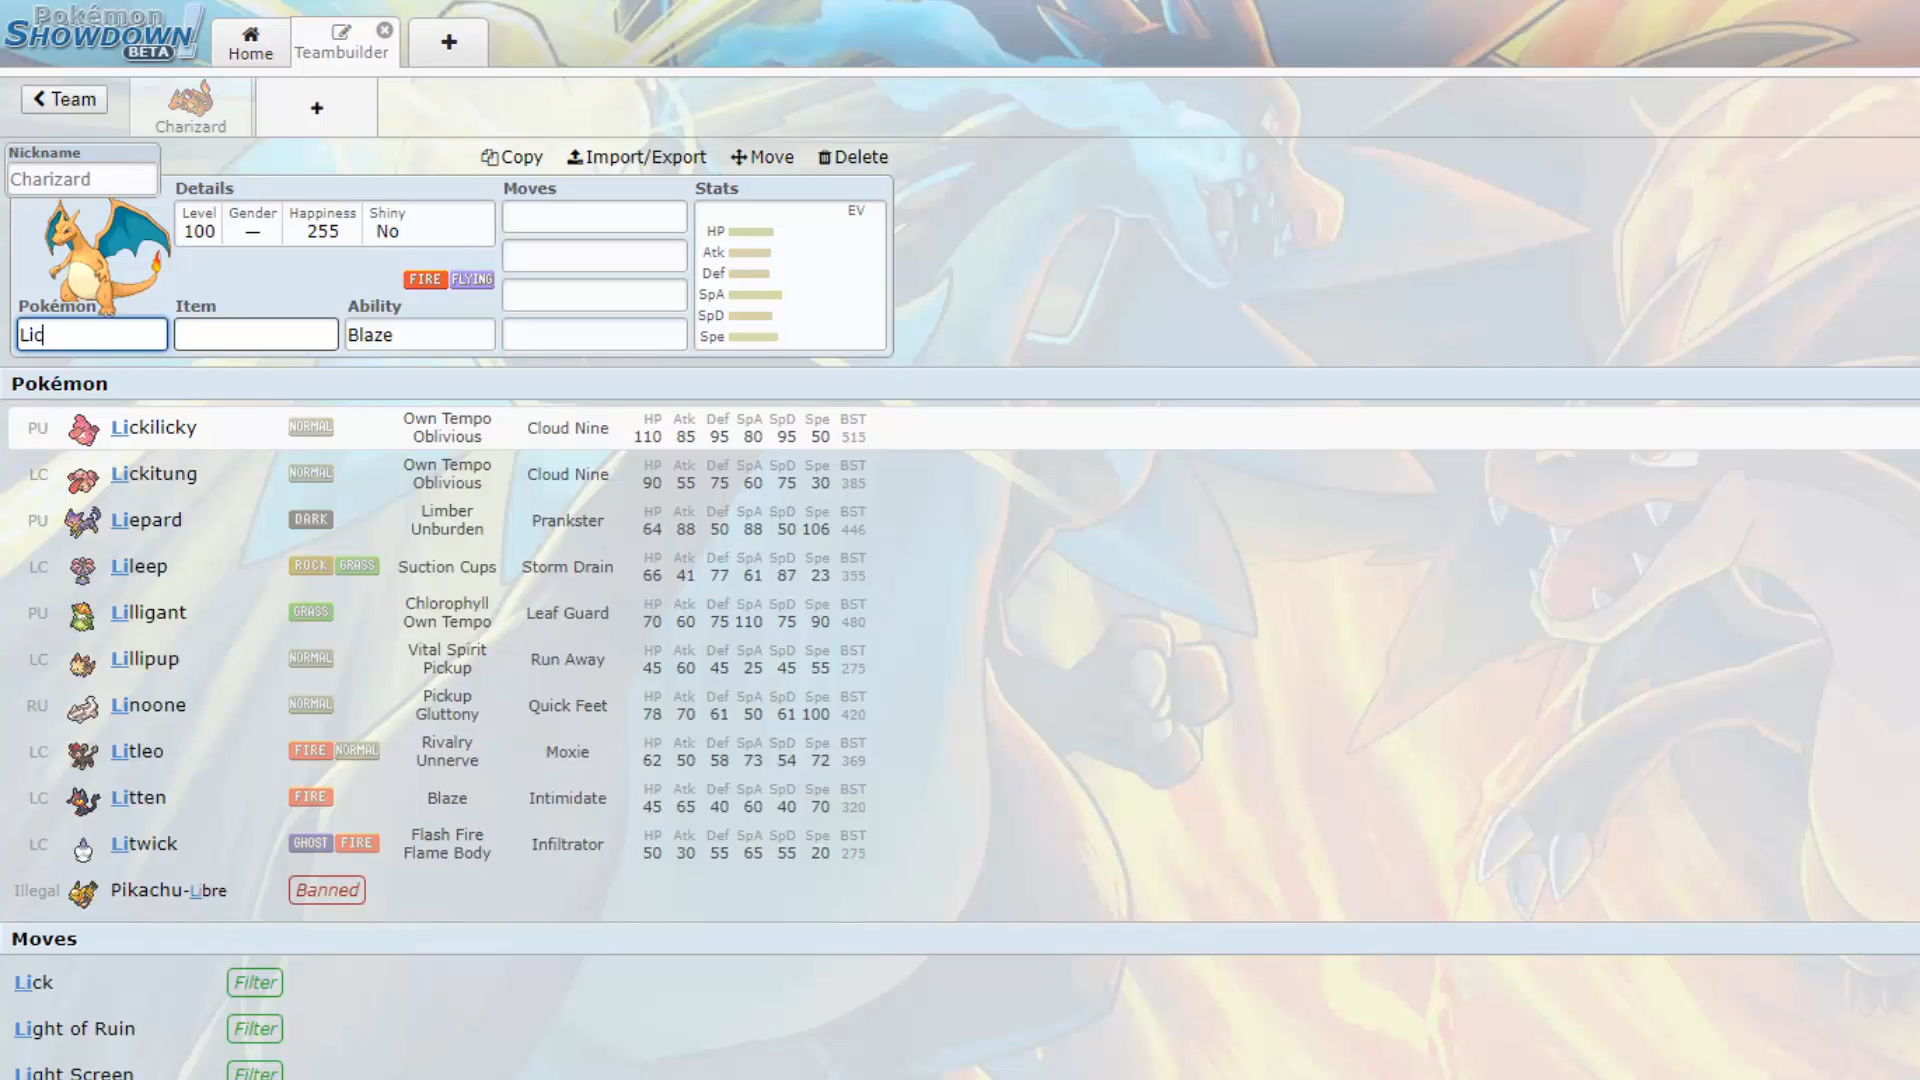 Pokémon
SHOWDOWN!
BETA
Home
Teambuilder
+
Team
Charizard
+
Nickname
Charizard
Copy Import/Export Move Delete
Details
Moves
Stats
Level Gender Happiness Shiny
100 — 255 No
EV
HP
Atk
Def
SpA
SpD
Spe
FIRE FLYING
Pokémon Item Ability
Lic Blaze
Pokémon
PU Lickilicky NORMAL Own Tempo Oblivious Cloud Nine HP 110 Atk 85 Def 95 SpA 80 SpD 95 Spe 50 BST 515
LC Lickitung NORMAL Own Tempo Oblivious Cloud Nine HP 90 Atk 55 Def 75 SpA 60 SpD 75 Spe 30 BST 385
PU Liepard DARK Limber Unburden Prankster HP 64 Atk 88 Def 50 SpA 88 SpD 50 Spe 106 BST 446
LC Lileep ROCK GRASS Suction Cups Storm Drain HP 66 Atk 41 Def 77 SpA 61 SpD 87 Spe 23 BST 355
PU Lilligant GRASS Chlorophyll Own Tempo Leaf Guard HP 70 Atk 60 Def 75 SpA 110 SpD 75 Spe 90 BST 480
LC Lillipup NORMAL Vital Spirit Pickup Run Away HP 45 Atk 60 Def 45 SpA 25 SpD 45 Spe 55 BST 275
RU Linoone NORMAL Pickup Gluttony Quick Feet HP 78 Atk 70 Def 61 SpA 50 SpD 61 Spe 100 BST 420
LC Litleo FIRE NORMAL Rivalry Unnerve Moxie HP 62 Atk 50 Def 58 SpA 73 SpD 54 Spe 72 BST 369
LC Litten FIRE Blaze Intimidate HP 45 Atk 65 Def 40 SpA 60 SpD 40 Spe 70 BST 320
LC Litwick GHOST FIRE Flash Fire Flame Body Infiltrator HP 50 Atk 30 Def 55 SpA 65 SpD 55 Spe 20 BST 275
Illegal Pikachu-Libre Banned
Moves
Lick Filter
Light of Ruin Filter
Light Screen Filter